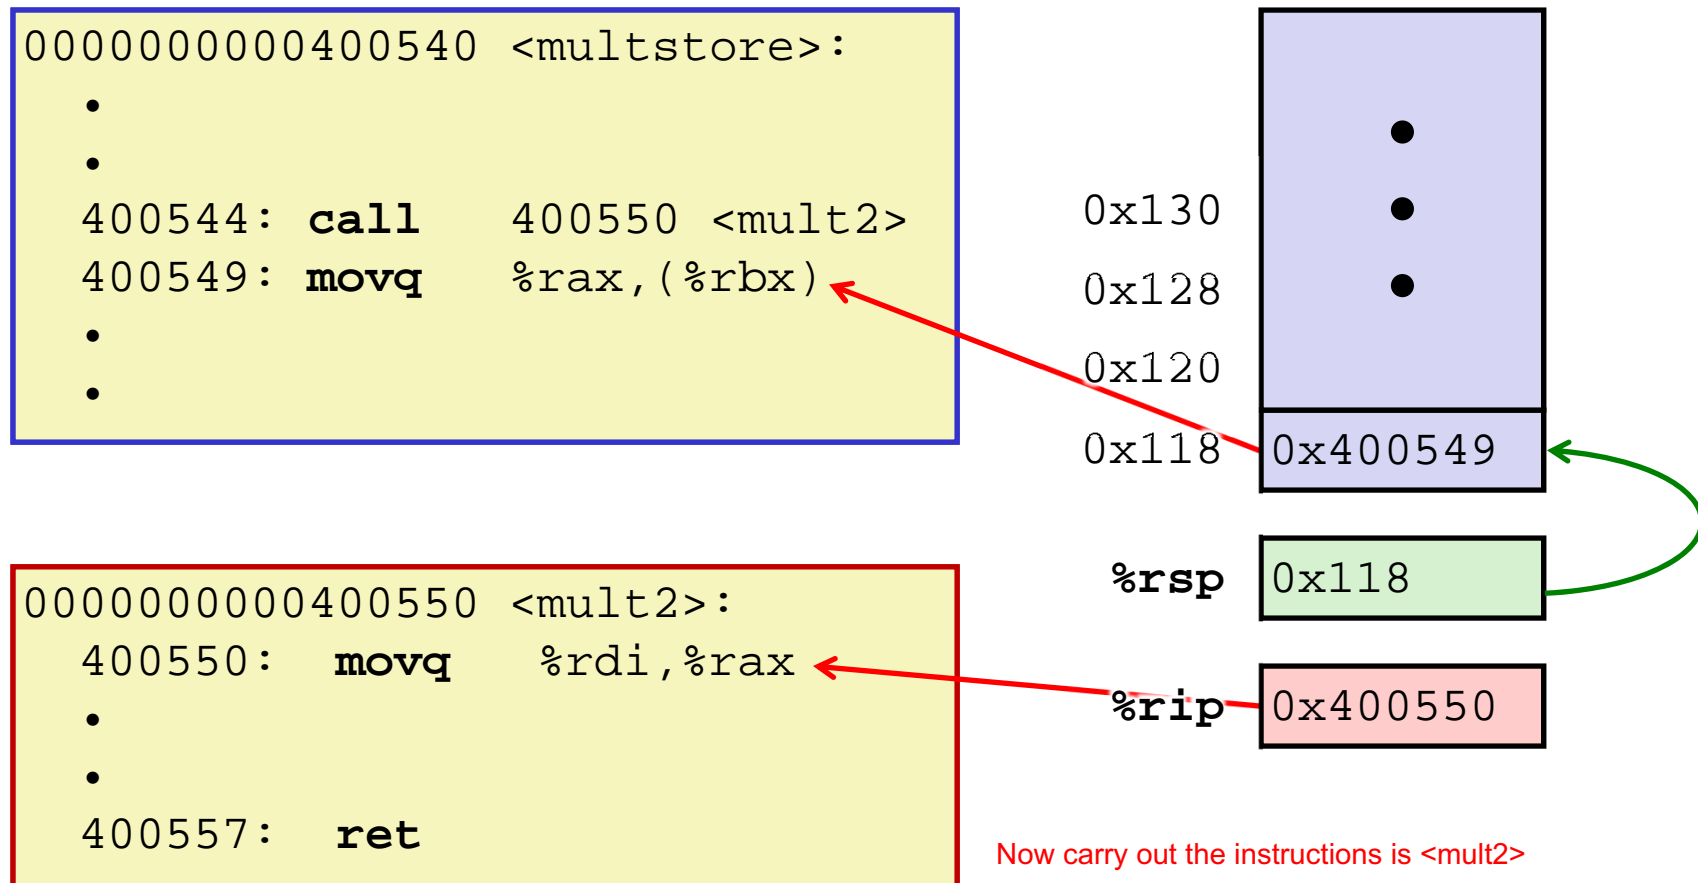 0000000000400540 <multstore>:
•
•
400544: call 400550 <mult2>
400549: movq %rax,(%rbx)
•
•
0000000000400550 <mult2>:
400550: movq %rdi,%rax
•
•
400557: ret
•
0x130 •
0x128 •
0x120
0x118 0x400549
%rsp 0x118
%rip 0x400550
Now carry out the instructions is <mult2>